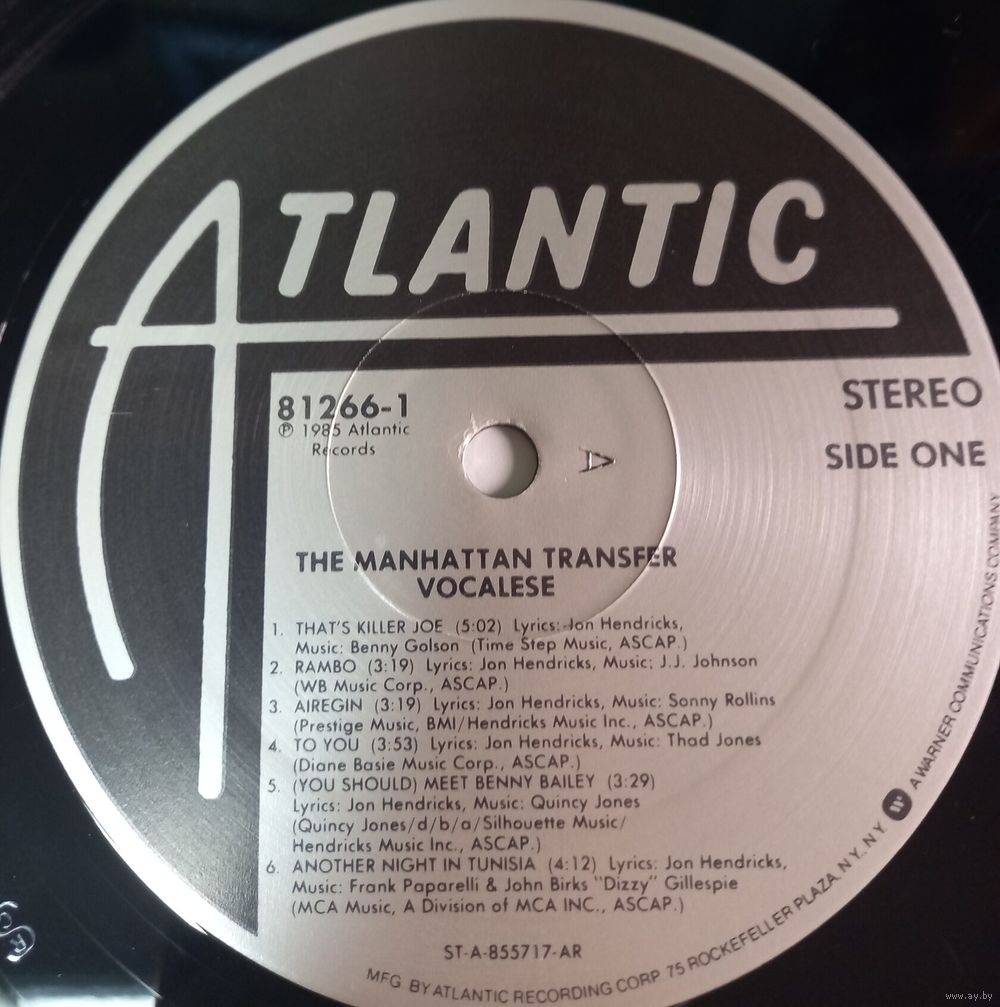 ATLANTIC
81266-1
℗ 1985 Atlantic
Records
STEREO
SIDE ONE
A
THE MANHATTAN TRANSFER
VOCALESE
1. THAT'S KILLER JOE (5:02) Lyrics: Jon Hendricks,
Music: Benny Golson (Time Step Music, ASCAP.)
2. RAMBO (3:19) Lyrics: Jon Hendricks, Music: J.J. Johnson
(WB Music Corp., ASCAP.)
3. AIREGIN (3:19) Lyrics: Jon Hendricks, Music: Sonny Rollins
(Prestige Music, BMI/Hendricks Music Inc., ASCAP.)
4. TO YOU (3:53) Lyrics: Jon Hendricks, Music: Thad Jones
(Diane Basie Music Corp., ASCAP.)
5. (YOU SHOULD) MEET BENNY BAILEY (3:29)
Lyrics: Jon Hendricks, Music: Quincy Jones
(Quincy Jones/d/b/a/Silhouette Music/
Hendricks Music Inc., ASCAP.)
6. ANOTHER NIGHT IN TUNISIA (4:12) Lyrics: Jon Hendricks,
Music: Frank Paparelli & John Birks "Dizzy" Gillespie
(MCA Music, A Division of MCA INC., ASCAP.)
ST-A-855717-AR
MFG BY ATLANTIC RECORDING CORP. 75 ROCKEFELLER PLAZA, N.Y., N.Y. A WARNER COMMUNICATIONS COMPANY
www.ay.by